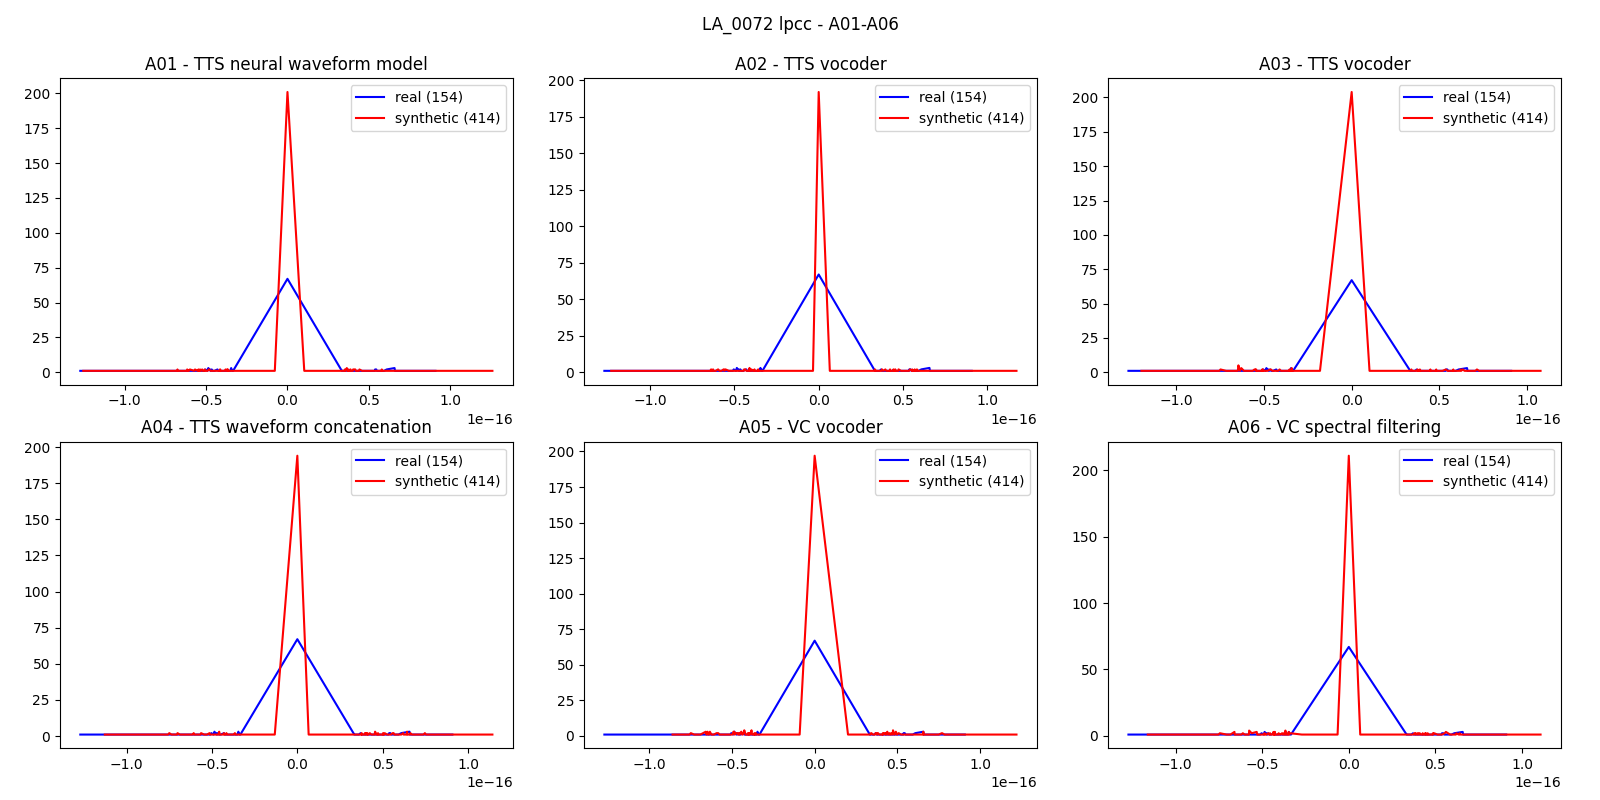 LA_0072 lpcc - A01-A06
A01 - TTS neural waveform model
200
175
150
125
100
75
50
25
0
real (154)
synthetic (414)
−1.0 −0.5 0.0 0.5 1.0
1e−16
A02 - TTS vocoder
200
175
150
125
100
75
50
25
0
real (154)
synthetic (414)
−1.0 −0.5 0.0 0.5 1.0
1e−16
A03 - TTS vocoder
200
175
150
125
100
75
50
25
0
real (154)
synthetic (414)
−1.0 −0.5 0.0 0.5 1.0
1e−16
A04 - TTS waveform concatenation
200
175
150
125
100
75
50
25
0
real (154)
synthetic (414)
−1.0 −0.5 0.0 0.5 1.0
1e−16
A05 - VC vocoder
200
175
150
125
100
75
50
25
0
real (154)
synthetic (414)
−1.0 −0.5 0.0 0.5 1.0
1e−16
A06 - VC spectral filtering
200
150
100
50
0
real (154)
synthetic (414)
−1.0 −0.5 0.0 0.5 1.0
1e−16